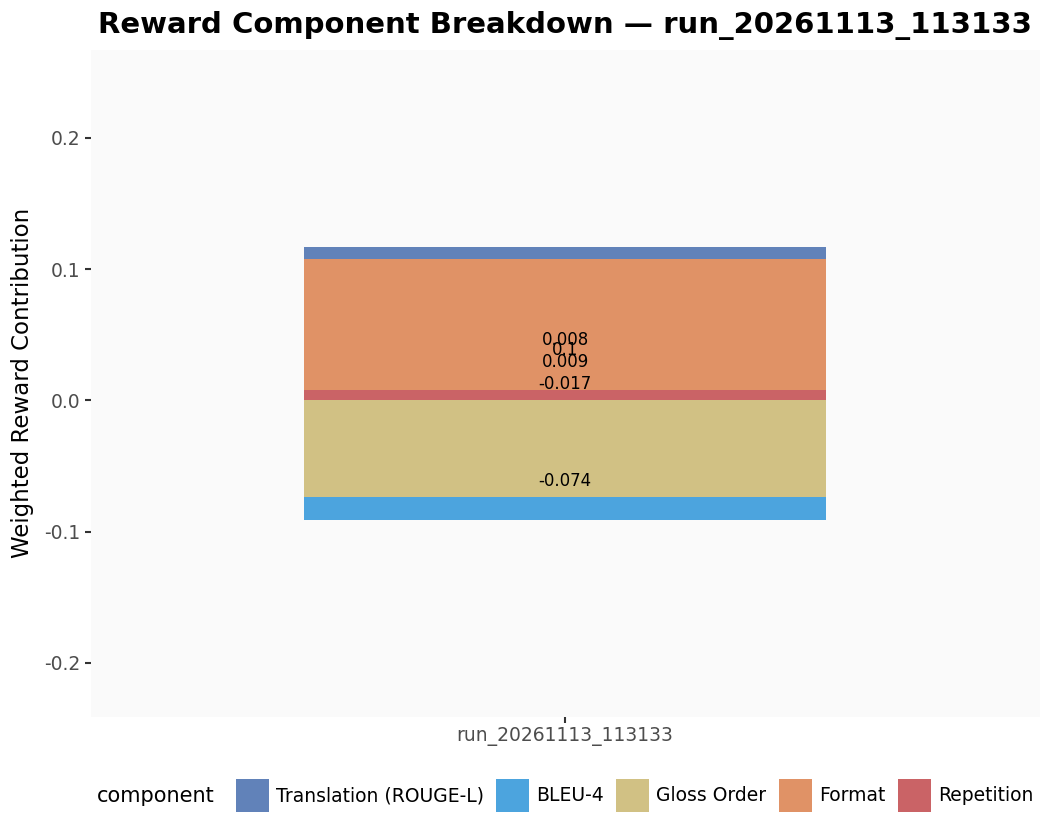 Reward Component Breakdown — run_20261113_113133
Weighted Reward Contribution
0.2
0.1
0.0
-0.1
-0.2
0.008
0.1
0.009
-0.017
-0.074
run_20261113_113133
component Translation (ROUGE-L) BLEU-4 Gloss Order Format Repetition